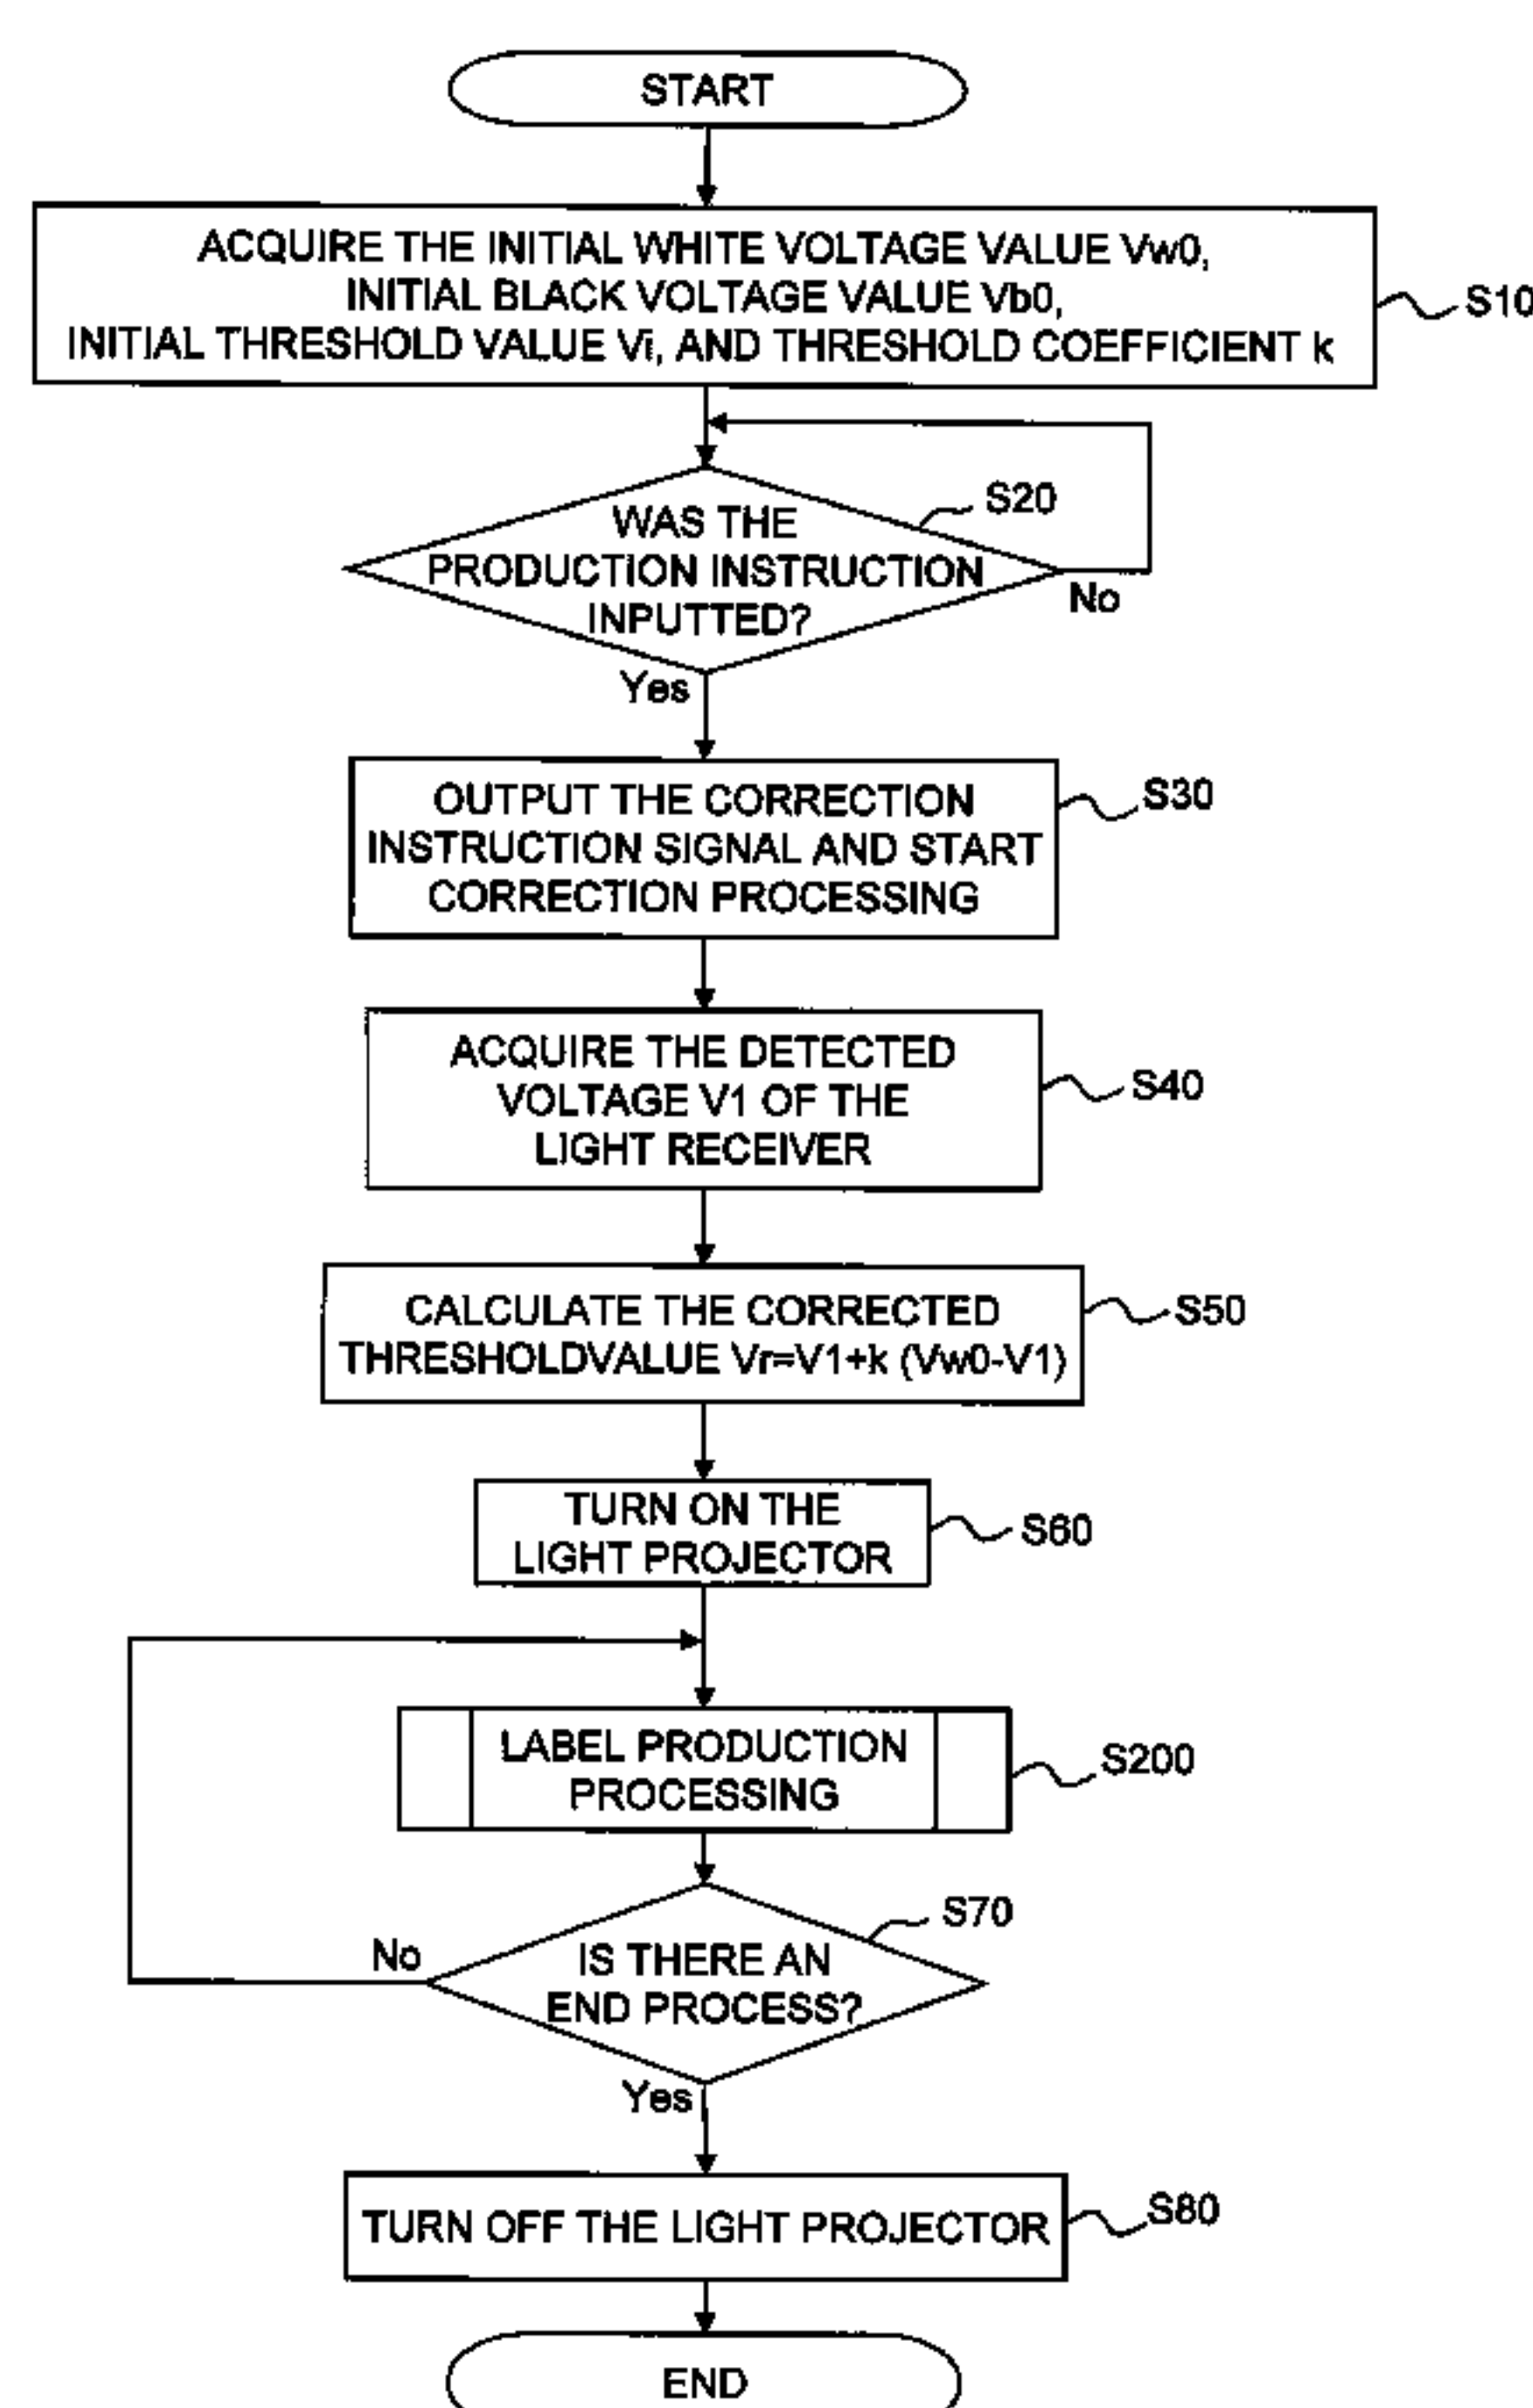 START
ACQUIRE THE INITIAL WHITE VOLTAGE VALUE Vw0,
INITIAL BLACK VOLTAGE VALUE Vb0,
INITIAL THRESHOLD VALUE Vi, AND THRESHOLD COEFFICIENT k
S10
S20
WAS THE
PRODUCTION INSTRUCTION
INPUTTED?
No
Yes
OUTPUT THE CORRECTION
INSTRUCTION SIGNAL AND START
CORRECTION PROCESSING
S30
ACQUIRE THE DETECTED
VOLTAGE V1 OF THE
LIGHT RECEIVER
S40
CALCULATE THE CORRECTED
THRESHOLDVALUE Vr=V1+k (Vw0-V1)
S50
TURN ON THE
LIGHT PROJECTOR
S60
LABEL PRODUCTION
PROCESSING
S200
S70
No
IS THERE AN
END PROCESS?
Yes
TURN OFF THE LIGHT PROJECTOR
S80
END